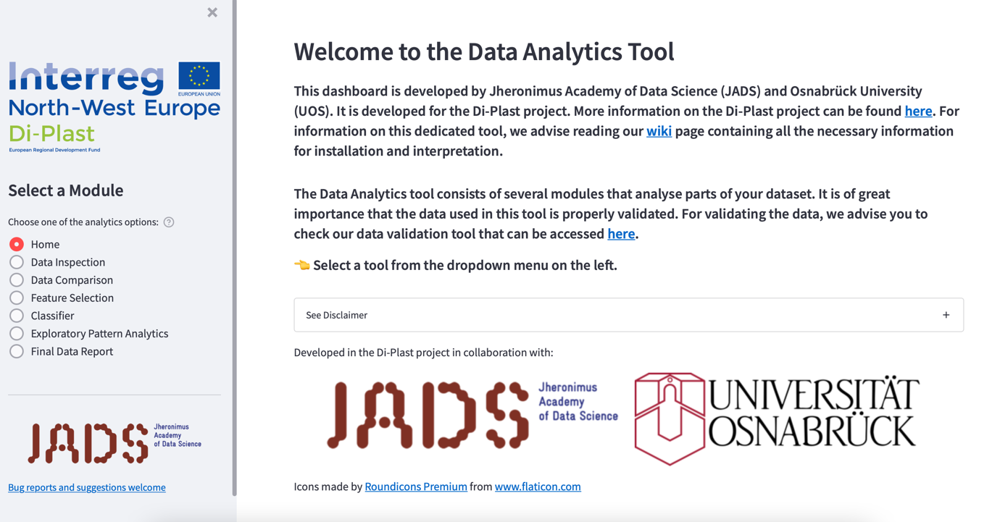 Interreg
EUROPEAN UNION
North-West Europe
Di-Plast
European Regional Development Fund
Select a Module
Choose one of the analytics options: ?
Home
Data Inspection
Data Comparison
Feature Selection
Classifier
Exploratory Pattern Analytics
Final Data Report
JADS
Jheronimus
Academy
of Data Science
Bug reports and suggestions welcome
Welcome to the Data Analytics Tool
This dashboard is developed by Jheronimus Academy of Data Science (JADS) and Osnabrück University
(UOS). It is developed for the Di-Plast project. More information on the Di-Plast project can be found here. For
information on this dedicated tool, we advise reading our wiki page containing all the necessary information
for installation and interpretation.
The Data Analytics tool consists of several modules that analyse parts of your dataset. It is of great
importance that the data used in this tool is properly validated. For validating the data, we advise you to
check our data validation tool that can be accessed here.
👈 Select a tool from the dropdown menu on the left.
See Disclaimer
Developed in the Di-Plast project in collaboration with:
JADS
Jheronimus
Academy
of Data Science
UNIVERSITÄT
OSNABRÜCK
Icons made by Roundicons Premium from www.flaticon.com